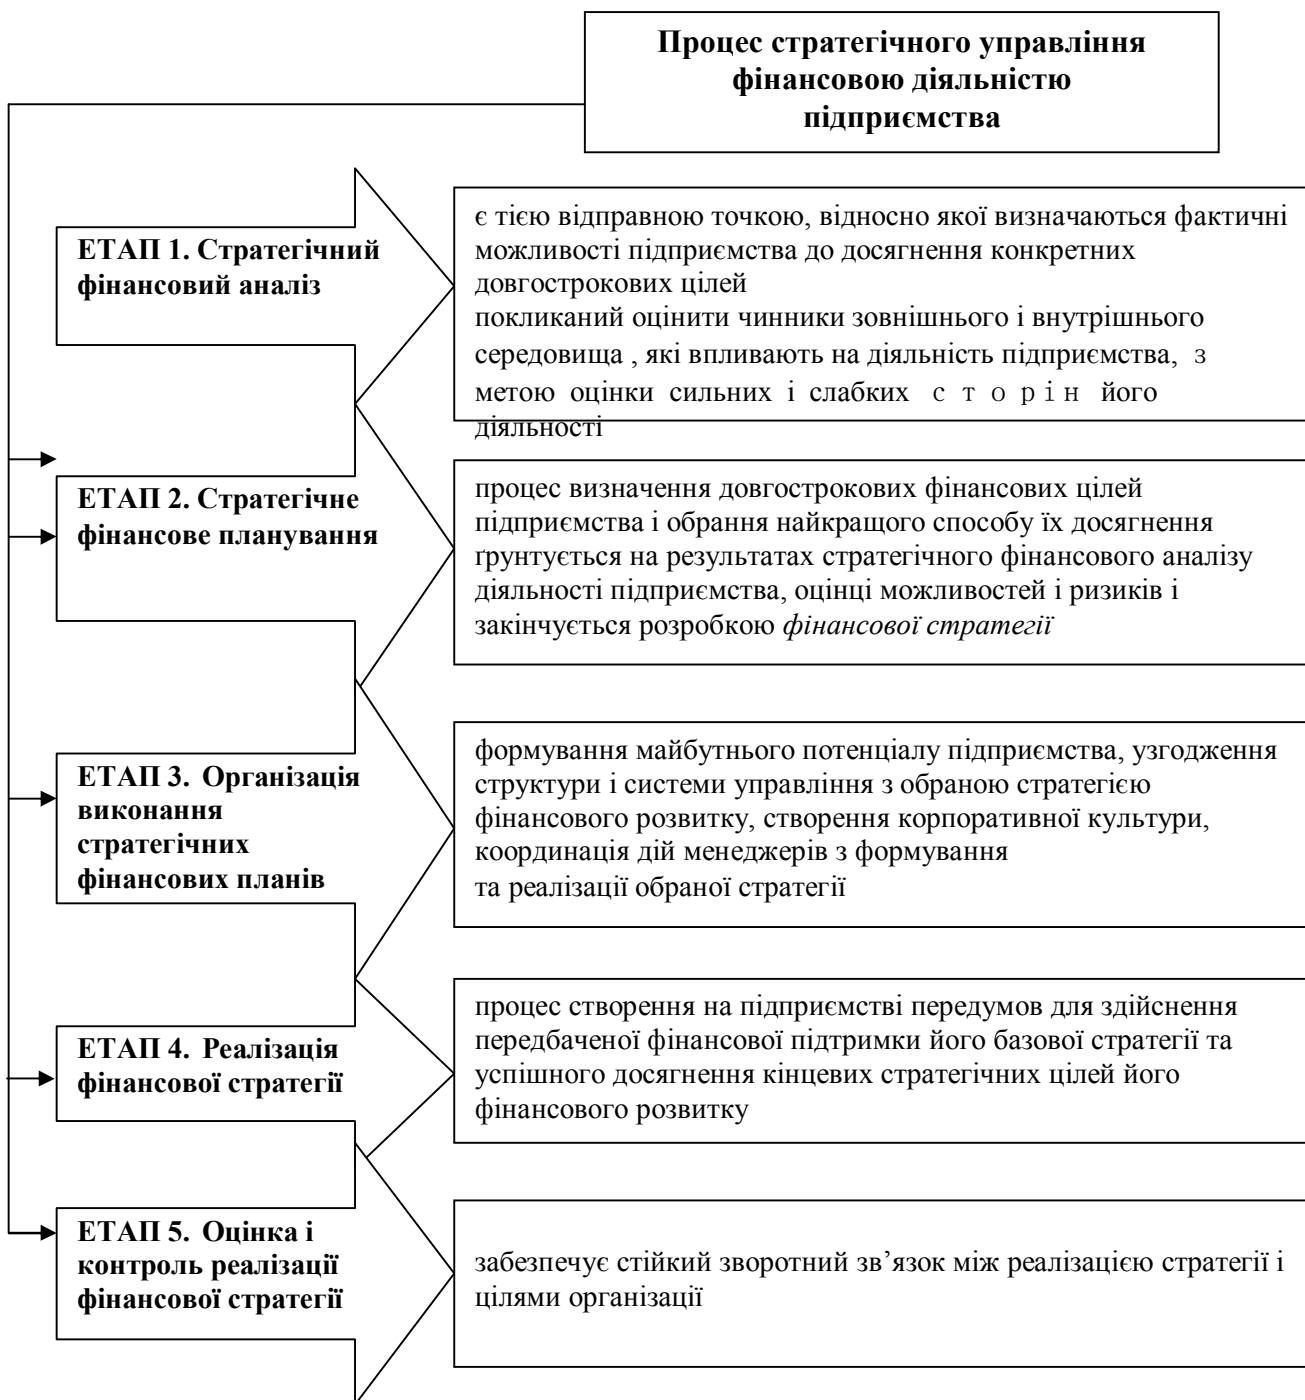 Процес стратегічного управління
фінансовою діяльністю
підприємства
ЕТАП 1. Стратегічний
фінансовий аналіз
є тією відправною точкою, відносно якої визначаються фактичні
можливості підприємства до досягнення конкретних
довгострокових цілей
покликаний оцінити чинники зовнішнього і внутрішнього
середовища , які впливають на діяльність підприємства, з
метою оцінки сильних і слабких с т о р і н його
діяльності
ЕТАП 2. Стратегічне
фінансове планування
процес визначення довгострокових фінансових цілей
підприємства і обрання найкращого способу їх досягнення
ґрунтується на результатах стратегічного фінансового аналізу
діяльності підприємства, оцінці можливостей і ризиків і
закінчується розробкою фінансової стратегії
ЕТАП 3. Організація
виконання
стратегічних
фінансових планів
формування майбутнього потенціалу підприємства, узгодження
структури і системи управління з обраною стратегією
фінансового розвитку, створення корпоративної культури,
координація дій менеджерів з формування
та реалізації обраної стратегії
ЕТАП 4. Реалізація
фінансової стратегії
процес створення на підприємстві передумов для здійснення
передбаченої фінансової підтримки його базової стратегії та
успішного досягнення кінцевих стратегічних цілей його
фінансового розвитку
ЕТАП 5. Оцінка і
контроль реалізації
фінансової стратегії
забезпечує стійкий зворотний зв’язок між реалізацією стратегії і
цілями організації